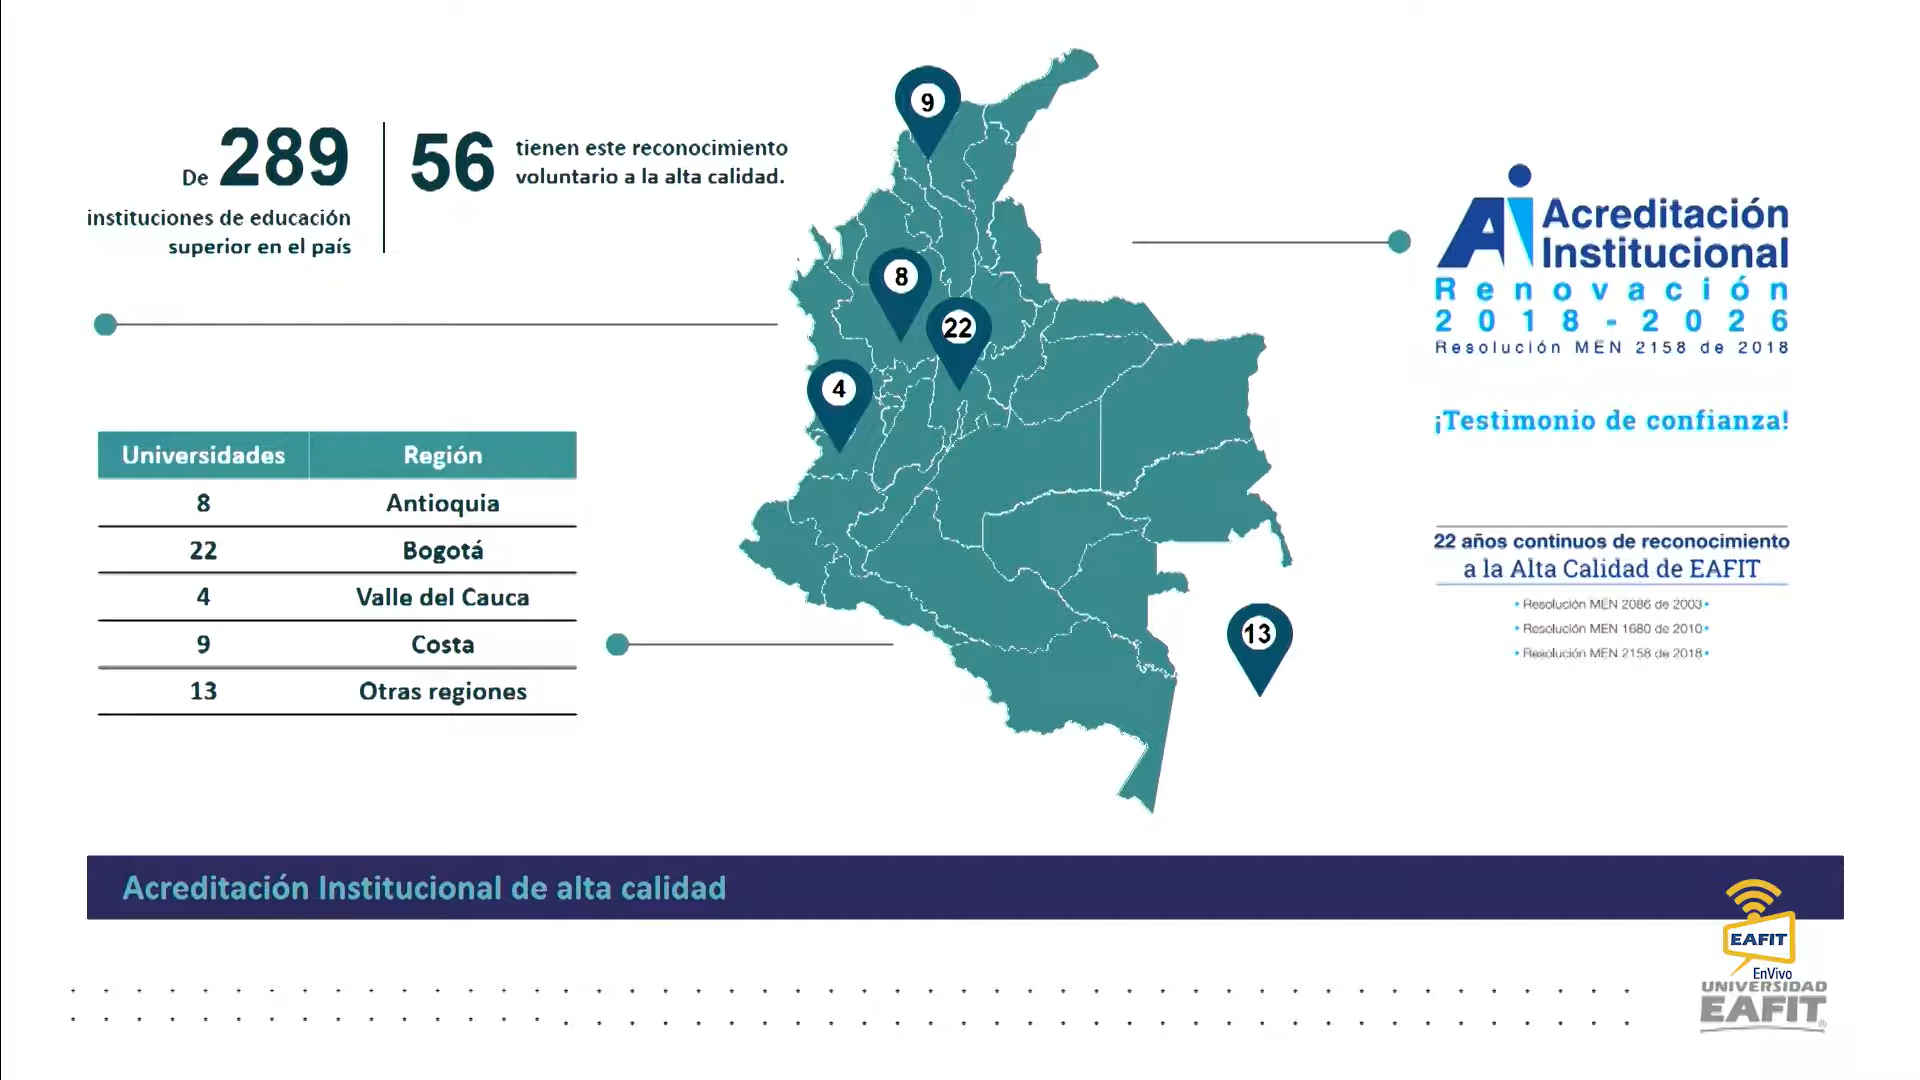 De 289
instituciones de educación
superior en el país
56
tienen este reconocimiento
voluntario a la alta calidad.
Universidades Región
8 Antioquia
22 Bogotá
4 Valle del Cauca
9 Costa
13 Otras regiones
9
8
22
4
13
Ai Acreditación
Institucional
Renovación
2018-2026
Resolución MEN 2158 de 2018
¡Testimonio de confianza!
22 años continuos de reconocimiento
a la Alta Calidad de EAFIT
• Resolución MEN 2086 de 2003 •
• Resolución MEN 1680 de 2010 •
• Resolución MEN 2158 de 2018 •
Acreditación Institucional de alta calidad
EAFIT
EnVivo
UNIVERSIDAD
EAFIT®